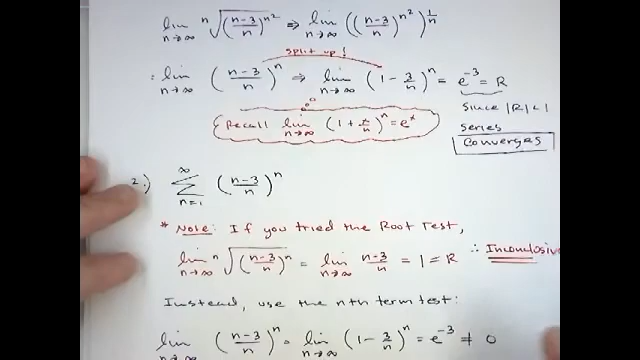 lim n→∞ ⁿ√((n-3)/n)^n² ⇒ lim n→∞ (((n-3)/n)^n²)^(1/n)
split up!
= lim n→∞ ((n-3)/n)^n ⇒ lim n→∞ (1 - 3/n)^n = e^-3 = R
Since |R| < 1
{ Recall lim n→∞ (1 + x/n)^n = e^x
Series
Converges
2.) ∞ Σ n=1 ((n-3)/n)^n
* Note: If you tried the Root Test,
lim n→∞ ⁿ√((n-3)/n)^n = lim n→∞ (n-3)/n = 1 = R ∴ Inconclusive
Instead, use the nth term test:
lim n→∞ ((n-3)/n)^n = lim n→∞ (1 - 3/n)^n = e^-3 ≠ 0